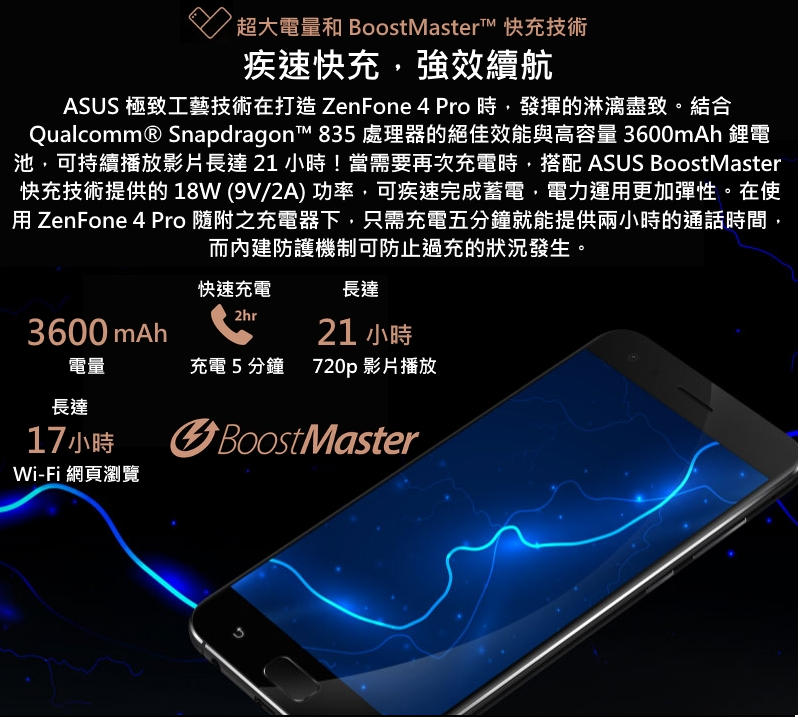 超大電量和 BoostMaster™ 快充技術
疾速快充，強效續航
ASUS 極致工藝技術在打造 ZenFone 4 Pro 時，發揮的淋漓盡致。結合
Qualcomm® Snapdragon™ 835 處理器的絕佳效能與高容量 3600mAh 鋰電
池，可持續播放影片長達 21 小時！當需要再次充電時，搭配 ASUS BoostMaster
快充技術提供的 18W (9V/2A) 功率，可疾速完成蓄電，電力運用更加彈性。在使
用 ZenFone 4 Pro 隨附之充電器下，只需充電五分鐘就能提供兩小時的通話時間，
而內建防護機制可防止過充的狀況發生。
3600 mAh
電量
快速充電
2hr
充電 5 分鐘
長達
21 小時
720p 影片播放
長達
17小時
Wi-Fi 網頁瀏覽
BoostMaster